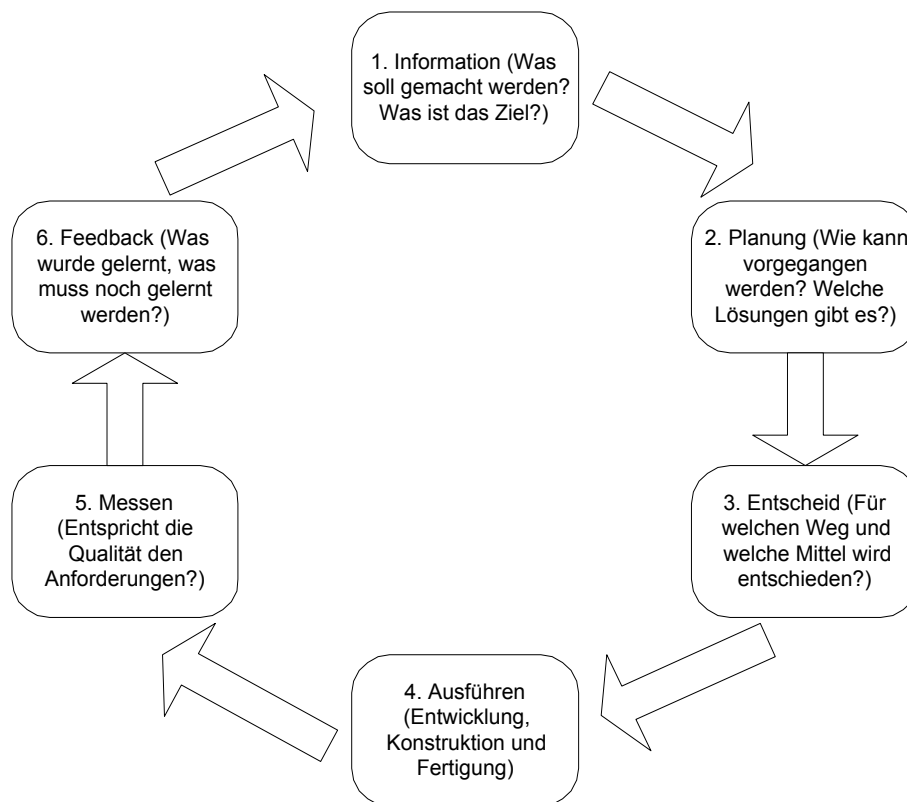 1. Information (Was
soll gemacht werden?
Was ist das Ziel?)
2. Planung (Wie kann
vorgegangen
werden? Welche
Lösungen gibt es?)
3. Entscheid (Für
welchen Weg und
welche Mittel wird
entschieden?)
4. Ausführen
(Entwicklung,
Konstruktion und
Fertigung)
5. Messen
(Entspricht die
Qualität den
Anforderungen?)
6. Feedback (Was
wurde gelernt, was
muss noch gelernt
werden?)